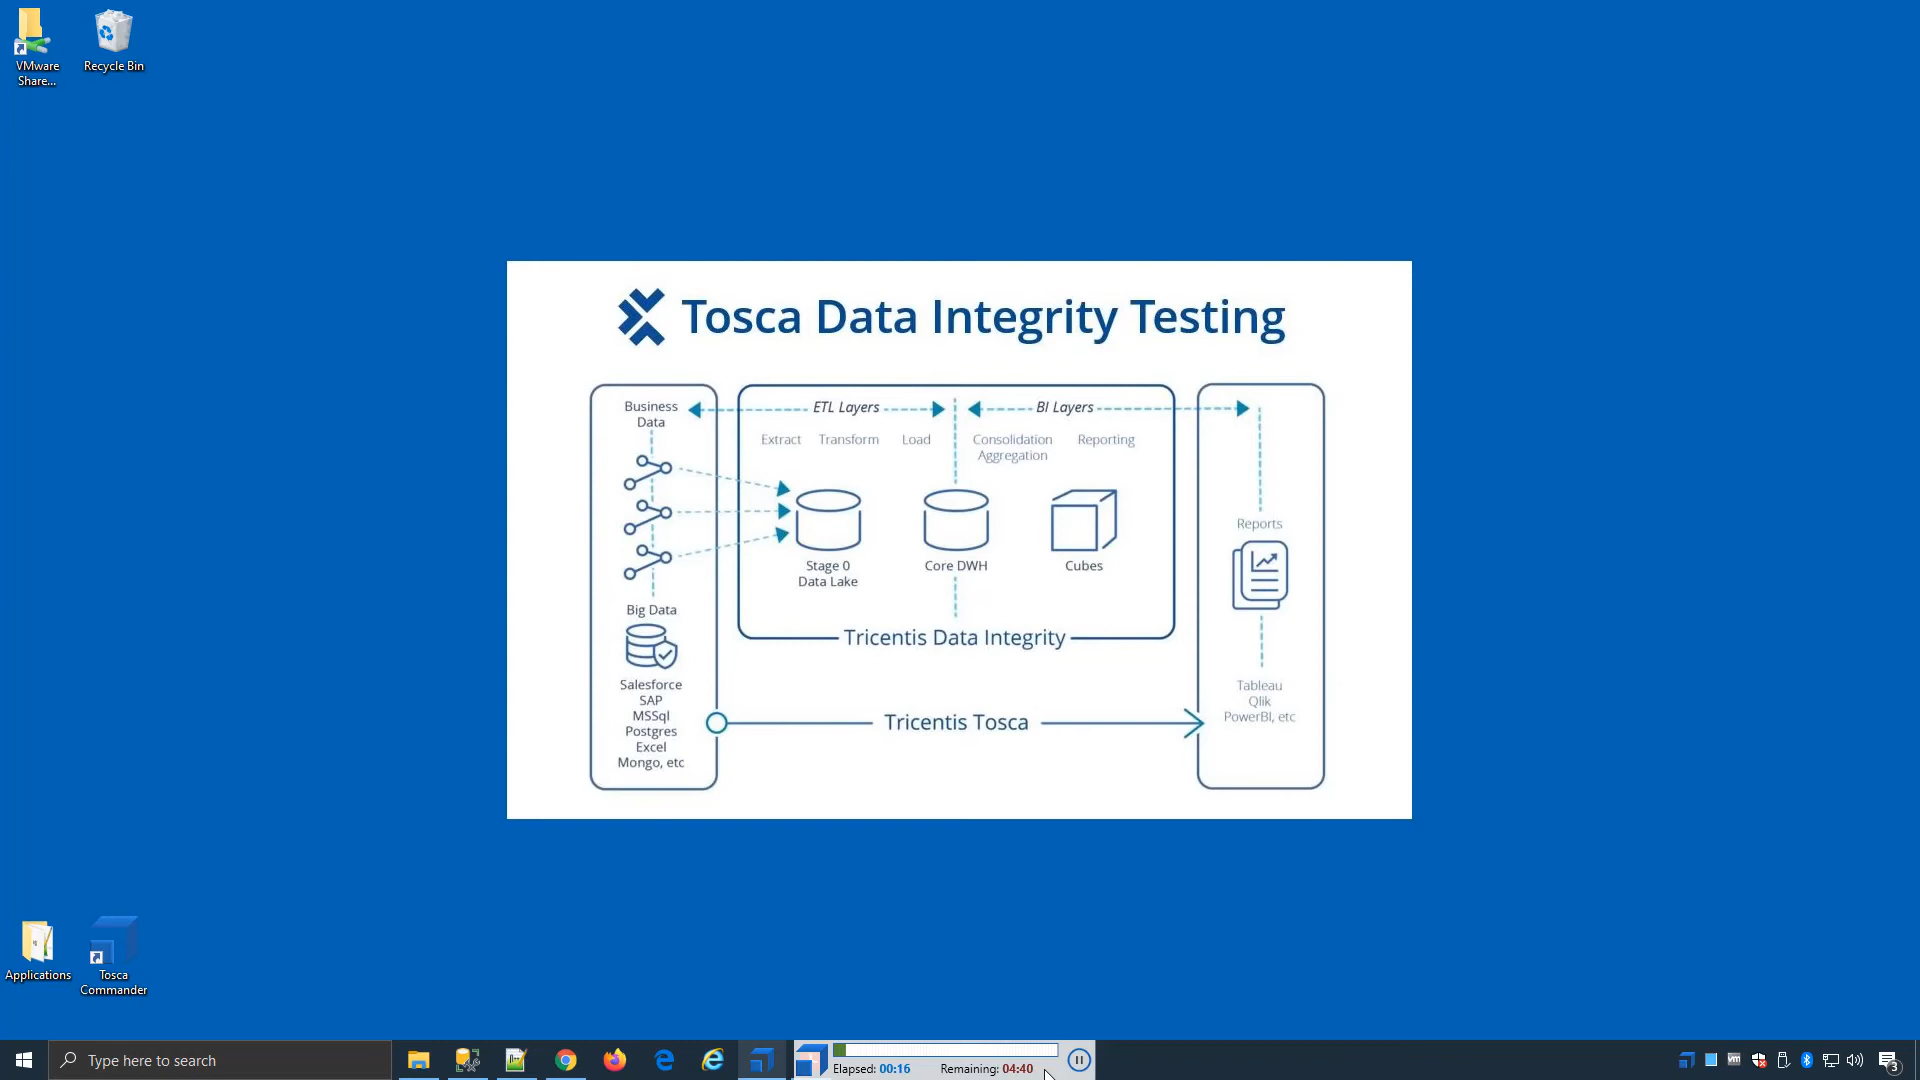 VMware
Share...
Recycle Bin
Tosca Data Integrity Testing
Business
Data
ETL Layers
BI Layers
Extract
Transform
Load
Consolidation
Aggregation
Reporting
Stage 0
Data Lake
Core DWH
Cubes
Reports
Big Data
Tricentis Data Integrity
Salesforce
SAP
MSSql
Postgres
Excel
Mongo, etc
Tricentis Tosca
Tableau
Qlik
PowerBI, etc
Applications
Tosca
Commander
Type here to search
Elapsed: 00:16
Remaining: 04:40
vm
3